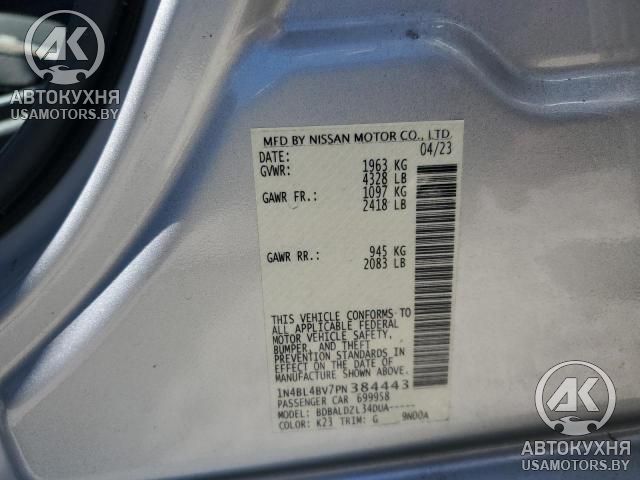 АК
АВТОКУХНЯ
USAMOTORS.BY
MFD BY NISSAN MOTOR CO., LTD.
DATE: 04/23
GVWR: 1963 KG
4328 LB
GAWR FR.: 1097 KG
2418 LB
GAWR RR.: 945 KG
2083 LB
THIS VEHICLE CONFORMS TO
ALL APPLICABLE FEDERAL
MOTOR VEHICLE SAFETY,
BUMPER, AND THEFT
PREVENTION STANDARDS IN
EFFECT ON THE DATE OF
MANUFACTURE SHOWN ABOVE.
1N4BL4BV7PN384443
PASSENGER CAR 699958
MODEL: BDBALDZL34DUA-----
COLOR: K23 TRIM: G 9N00A
АК
АВТОКУХНЯ
USAMOTORS.BY